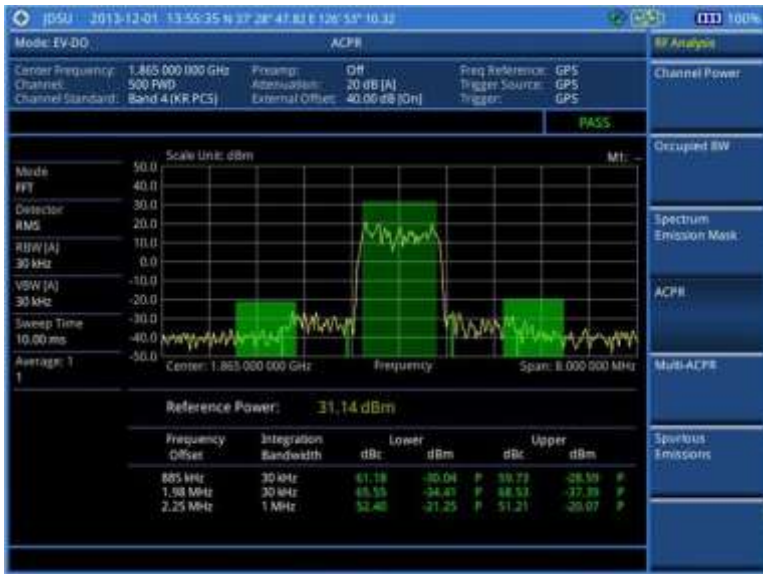 JDSU 2013-12-01 13:55:35 N 37° 28' 47.82 E 126° 53" 10.32 100%
Mode: EV-DO ACPR RF Analysis
Center Frequency: 1.865 000 000 GHz Preamp: Off Freq Reference: GPS
Channel: 500 FWD Attenuation: 20 dB [A] Trigger Source: GPS
Channel Standard: Band 4 (KR PCS) External Offset: 40.00 dB [On] Trigger: GPS
PASS
Channel Power
Occupied BW
Spectrum
Emission Mask
ACPR
Multi-ACPR
Spurious
Emissions
Mode
FFT
Detector
RMS
RBW [A]
30 kHz
VBW [A]
30 kHz
Sweep Time
10.00 ms
Average: 1
1
Scale Unit: dBm M1: --
50.0
40.0
30.0
20.0
10.0
0.0
-10.0
-20.0
-30.0
-40.0
-50.0
Center: 1.865 000 000 GHz Frequency Span: 8.000 000 MHz
Reference Power: 31.14 dBm
Frequency Integration Lower Upper
Offset Bandwidth dBc dBm dBc dBm
885 kHz 30 kHz 61.18 -30.04 P 59.73 -28.59 P
1.98 MHz 30 kHz 65.55 -34.41 P 68.53 -37.39 P
2.25 MHz 1 MHz 52.40 -21.25 P 51.21 -20.07 P